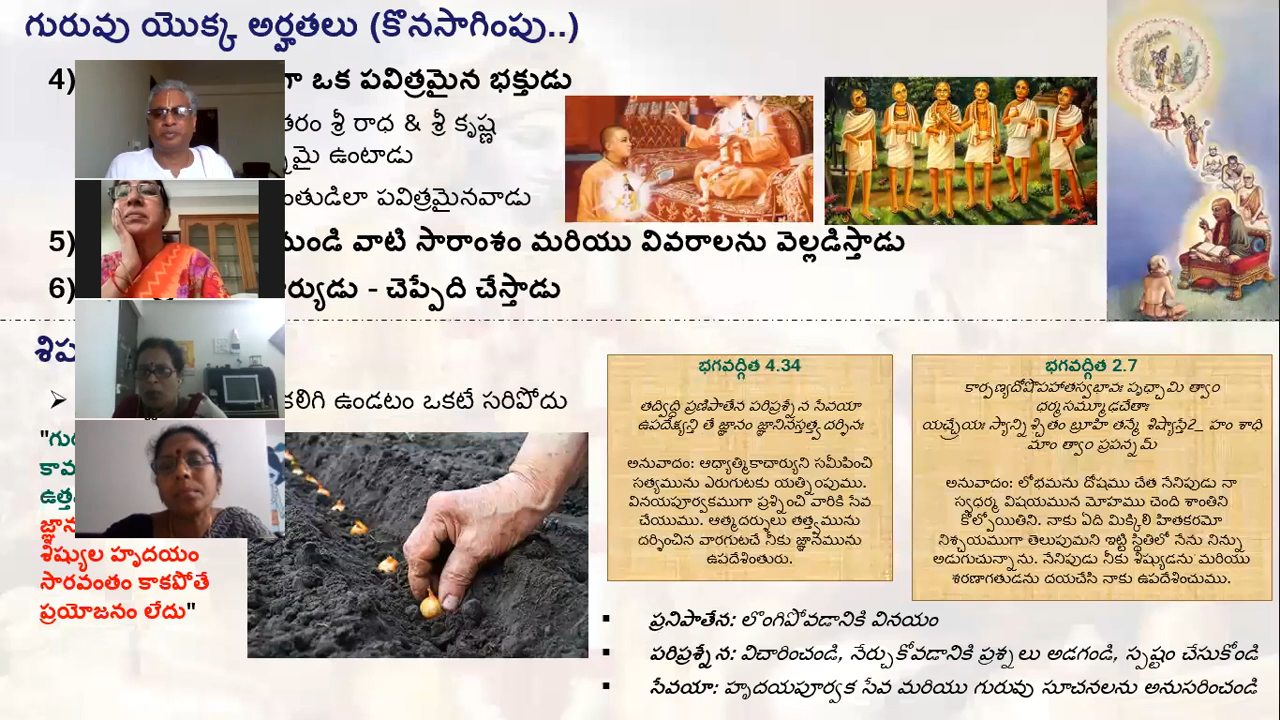 గురువు యొక్క అర్హతలు (కొనసాగింపు..)
4) గా ఒక పవిత్రమైన భక్తుడు
తరం శ్రీ రాధ & శ్రీ కృష్ణ
మై ఉంటాడు
తుడిలా పవిత్రమైనవాడు
5) నుండి వాటి సారాంశం మరియు వివరాలను వెల్లడిస్తాడు
6) ర్యుడు - చెప్పేది చేస్తాడు
శిష
కలిగి ఉండటం ఒకటే సరిపోదు
"గుర
కావ
ఉత్త
జ్ఞాన
శిష్యుల హృదయం
సారవంతం కాకపోతే
ప్రయోజనం లేదు"
భగవద్గీత 4.34
తద్విద్ధి ప్రణిపాతేన పరిప్రశ్నేన సేవయా
ఉపదేక్ష్యన్తి తే జ్ఞానం జ్ఞానినస్తత్త్వ దర్శినః
అనువాదం: ఆధ్యాత్మికాచార్యుని సమీపించి
సత్యమును ఎరుగుటకు యత్నింపుము.
వినయపూర్వకముగా ప్రశ్నించి వారికి సేవ
చేయుము. ఆత్మదర్శులు తత్త్వమును
దర్శించిన వారగుటచే నీకు జ్ఞానమును
ఉపదేశింతురు.
భగవద్గీత 2.7
కార్పణ్యదోషోపహతస్వభావః పృచ్ఛామి త్వాం
ధర్మసమ్మూఢచేతాః
యచ్ఛ్రేయః స్యాన్నిశ్చితం బ్రూహి తన్మే శిష్యస్తేఽ హం శాధి
మాం త్వాం ప్రపన్నమ్
అనువాదం: లోభమను దోషము చేత నేనిపుడు నా
స్వధర్మ విషయమున మోహము చెంది శాంతిని
కోల్పోయితిని. నాకు ఏది మిక్కిలి హితకరమో
నిశ్చయముగా తెలుపుమని ఇట్టి స్థితిలో నేను నిన్ను
అడుగుచున్నాను. నేనిపుడు నీకు శిష్యుడను మరియు
శరణాగతుడను దయచేసి నాకు ఉపదేశించుము.
▪ ప్రనిపాతేన: లొంగిపోవడానికి వినయం
▪ పరిప్రశ్నేన: విచారించండి, నేర్చుకోవడానికి ప్రశ్నలు అడగండి, స్పష్టం చేసుకోండి
▪ సేవయా: హృదయపూర్వక సేవ మరియు గురువు సూచనలను అనుసరించండి